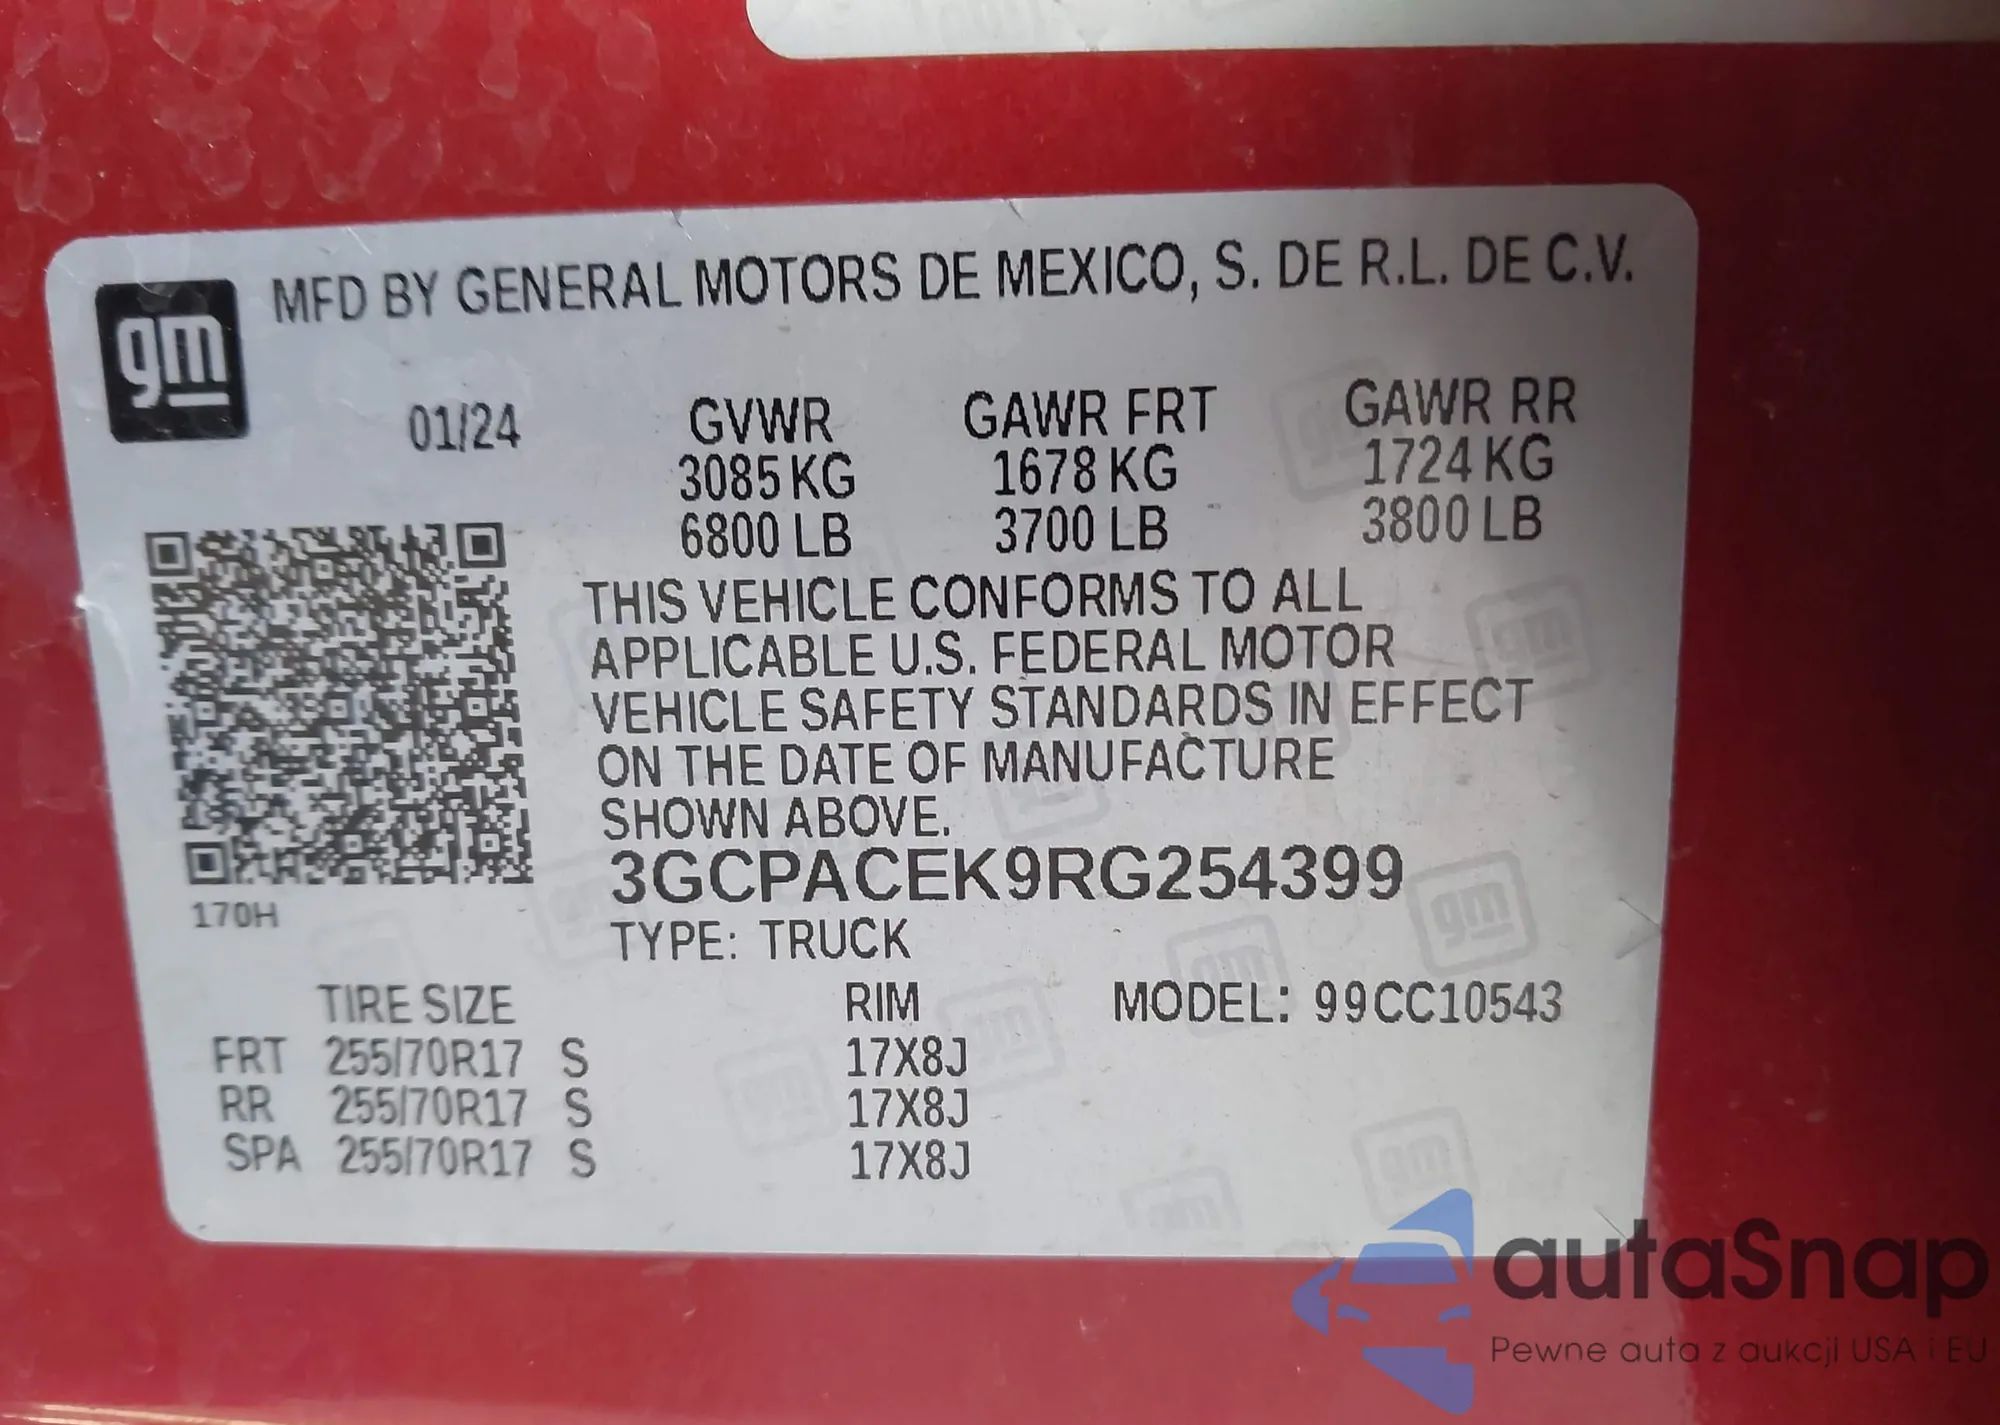 gm MFD BY GENERAL MOTORS DE MEXICO, S. DE R.L. DE C.V.
01/24 GVWR GAWR FRT GAWR RR
3085 KG 1678 KG 1724 KG
6800 LB 3700 LB 3800 LB
THIS VEHICLE CONFORMS TO ALL
APPLICABLE U.S. FEDERAL MOTOR
VEHICLE SAFETY STANDARDS IN EFFECT
ON THE DATE OF MANUFACTURE
SHOWN ABOVE.
3GCPACEK9RG254399
170H TYPE: TRUCK
TIRE SIZE RIM MODEL: 99CC10543
FRT 255/70R17 S 17X8J
RR 255/70R17 S 17X8J
SPA 255/70R17 S 17X8J
autaSnap
Pewne auta z aukcji USA i EU